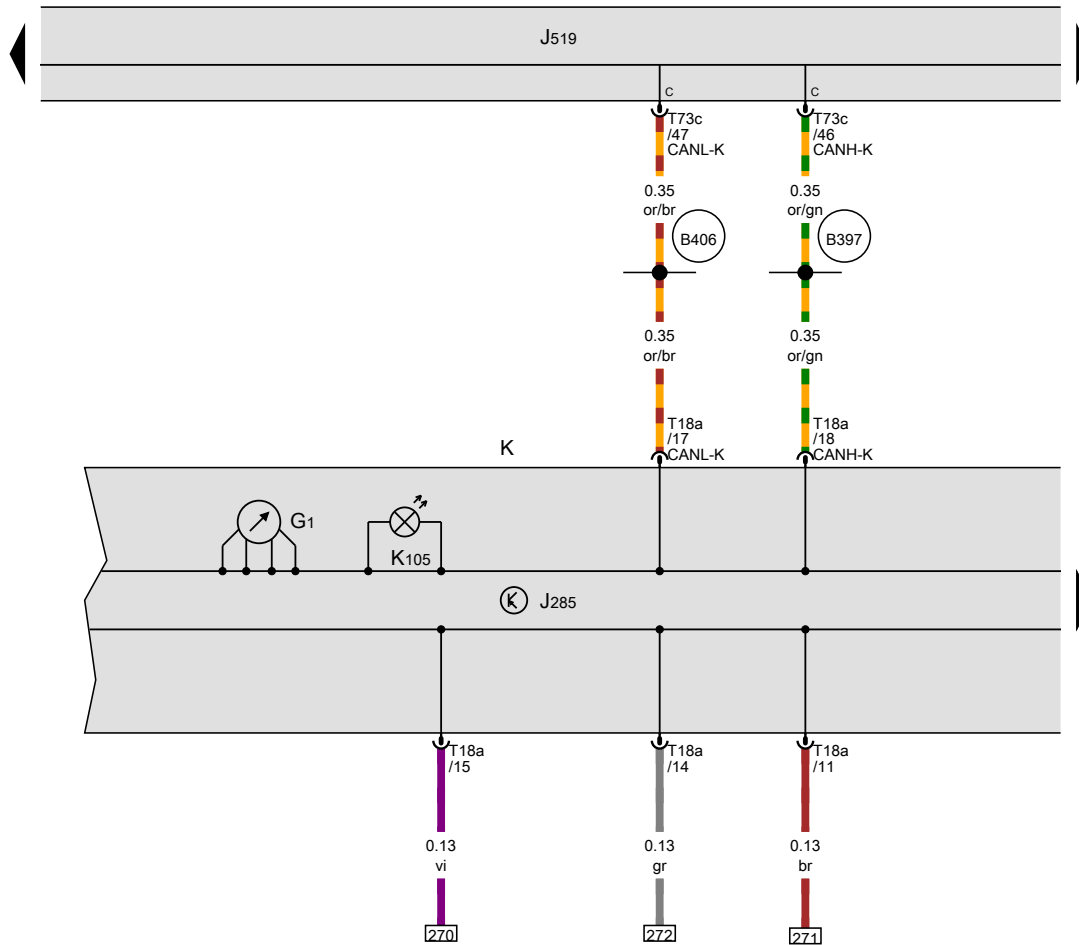 J519
C
C
T73c
/47
CANL-K
T73c
/46
CANH-K
0.35
or/br
0.35
or/gn
B406
B397
0.35
or/br
0.35
or/gn
T18a
/17
CANL-K
T18a
/18
CANH-K
K
G1
K105
J285
T18a
/15
T18a
/14
T18a
/11
0.13
vi
0.13
gr
0.13
br
270
272
271